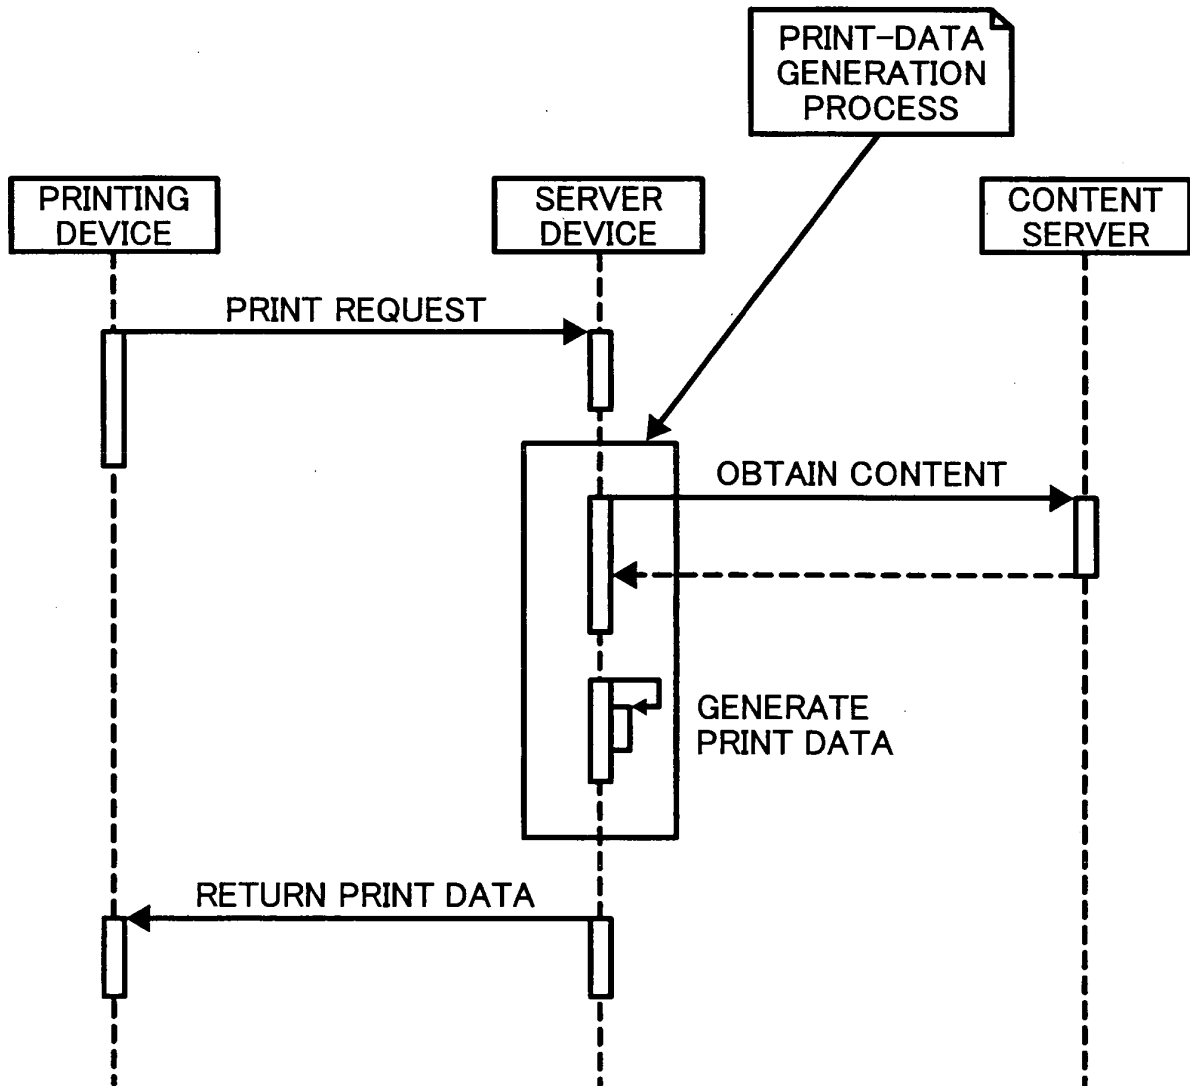 PRINT-DATA
GENERATION
PROCESS
PRINTING
DEVICE
SERVER
DEVICE
CONTENT
SERVER
PRINT REQUEST
OBTAIN CONTENT
GENERATE
PRINT DATA
RETURN PRINT DATA